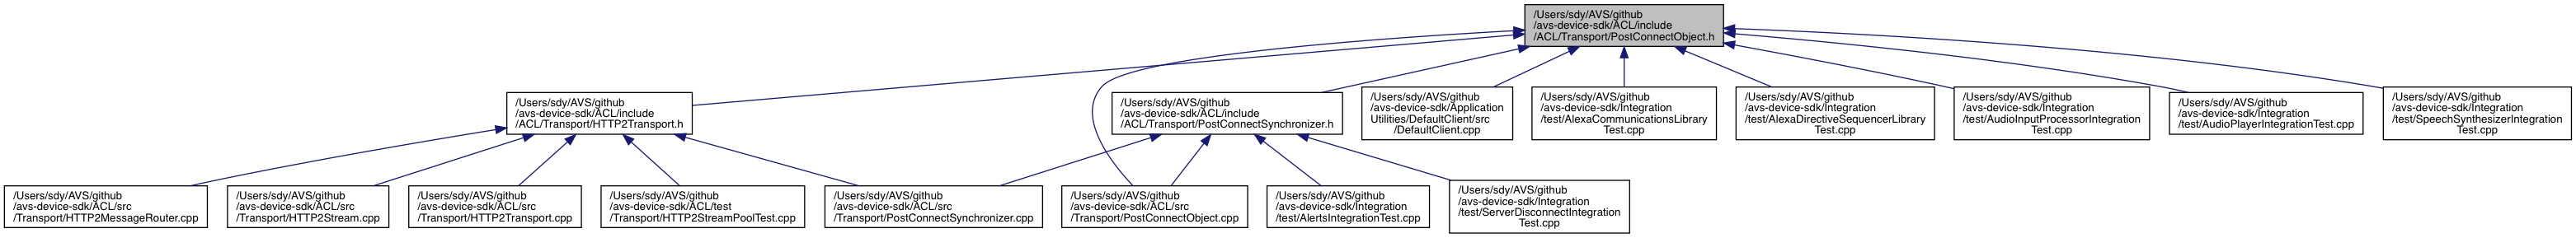 /Users/sdy/AVS/github
/avs-device-sdk/ACL/include
/ACL/Transport/PostConnectObject.h
/Users/sdy/AVS/github
/avs-device-sdk/ACL/include
/ACL/Transport/HTTP2Transport.h
/Users/sdy/AVS/github
/avs-device-sdk/ACL/include
/ACL/Transport/PostConnectSynchronizer.h
/Users/sdy/AVS/github
/avs-device-sdk/Application
Utilities/DefaultClient/src
/DefaultClient.cpp
/Users/sdy/AVS/github
/avs-device-sdk/Integration
/test/AlexaCommunicationsLibrary
Test.cpp
/Users/sdy/AVS/github
/avs-device-sdk/Integration
/test/AlexaDirectiveSequencerLibrary
Test.cpp
/Users/sdy/AVS/github
/avs-device-sdk/Integration
/test/AudioInputProcessorIntegration
Test.cpp
/Users/sdy/AVS/github
/avs-device-sdk/Integration
/test/AudioPlayerIntegrationTest.cpp
/Users/sdy/AVS/github
/avs-device-sdk/Integration
/test/SpeechSynthesizerIntegration
Test.cpp
/Users/sdy/AVS/github
/avs-device-sdk/ACL/src
/Transport/HTTP2MessageRouter.cpp
/Users/sdy/AVS/github
/avs-device-sdk/ACL/src
/Transport/HTTP2Stream.cpp
/Users/sdy/AVS/github
/avs-device-sdk/ACL/src
/Transport/HTTP2Transport.cpp
/Users/sdy/AVS/github
/avs-device-sdk/ACL/test
/Transport/HTTP2StreamPoolTest.cpp
/Users/sdy/AVS/github
/avs-device-sdk/ACL/src
/Transport/PostConnectSynchronizer.cpp
/Users/sdy/AVS/github
/avs-device-sdk/ACL/src
/Transport/PostConnectObject.cpp
/Users/sdy/AVS/github
/avs-device-sdk/Integration
/test/AlertsIntegrationTest.cpp
/Users/sdy/AVS/github
/avs-device-sdk/Integration
/test/ServerDisconnectIntegration
Test.cpp